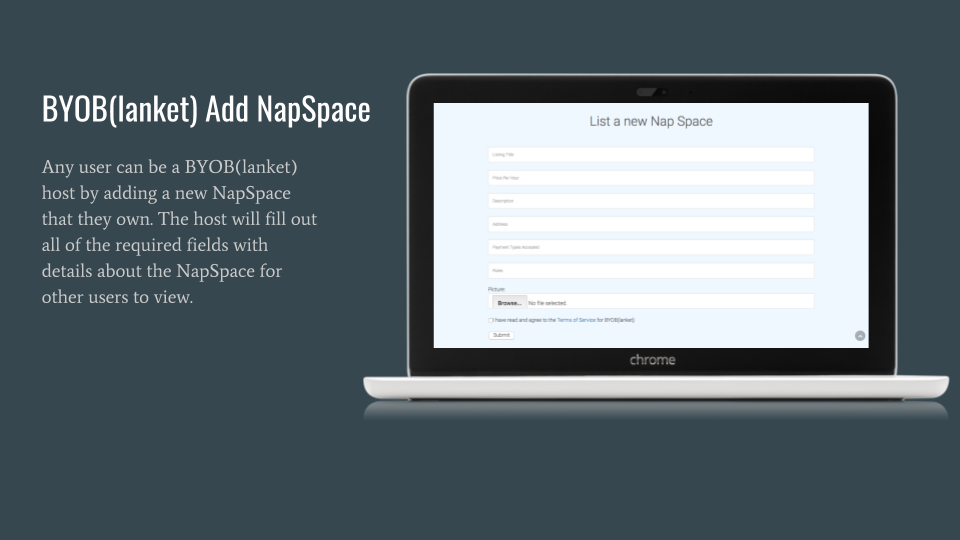 BYOB(lanket) Add NapSpace
Any user can be a BYOB(lanket)
host by adding a new NapSpace
that they own. The host will fill out
all of the required fields with
details about the NapSpace for
other users to view.
List a new Nap Space
Listing Title
Price Per Hour
Description
Address
Payment Types Accepted
Rules
Picture:
Browse... No file selected.
I have read and agree to the Terms of Service for BYOB(lanket)
Submit
chrome